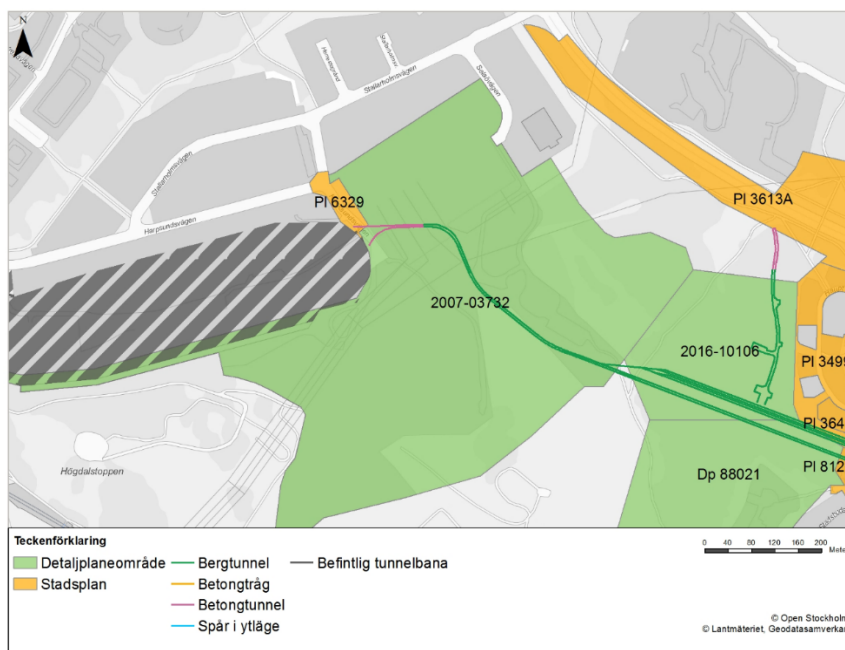 N
Stallarholmsvägen
Stallarholmsvägen
Harpsundsvägen
Pl 6329
Pl 3613A
2007-03732
2016-10106
Pl 3499
Pl 364
Pl 812
Dp 88021
Högdalstoppen
Teckenförklaring
Detaljplaneområde
Stadsplan
Bergtunnel
Betongtråg
Betongtunnel
Spår i ytläge
Befintlig tunnelbana
0 40 80 120 160 200
Mete
© Open Stockholm
© Lantmäteriet, Geodatasamverkan